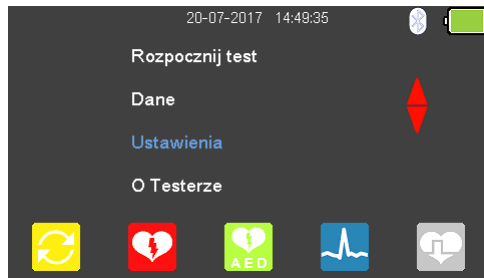 20-07-2017 14:49:35
Rozpocznij test
Dane
Ustawienia
O Testerze
AED